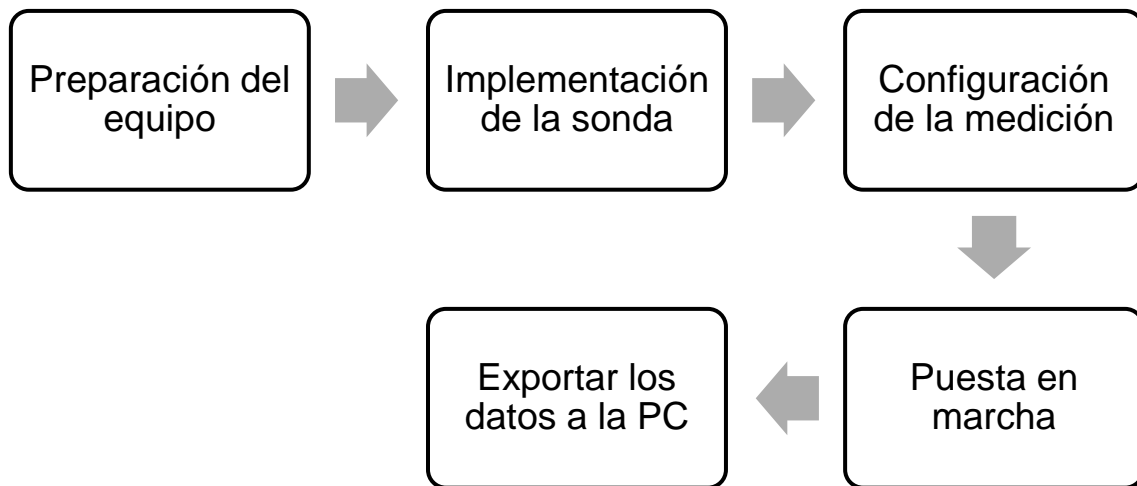 Preparación del
equipo
Implementación
de la sonda
Configuración
de la medición
Puesta en
marcha
Exportar los
datos a la PC